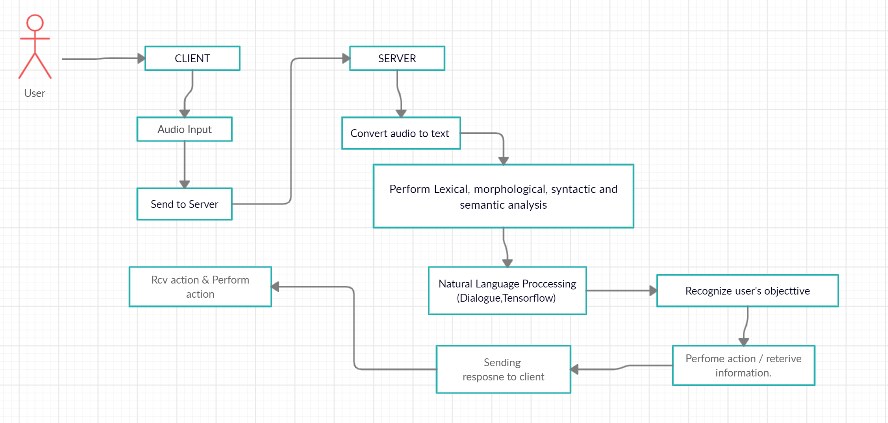 CLIENT
SERVER
User
Audio Input
Convert audio to text
Perform Lexical, morphological, syntactic and
semantic analysis
Send to Server
Rcv action & Perform
action
Natural Language Proccessing
(Dialogue,Tensorflow)
Recognize user's objecttive
Sending
resposne to client
Perfome action / reterive
information.